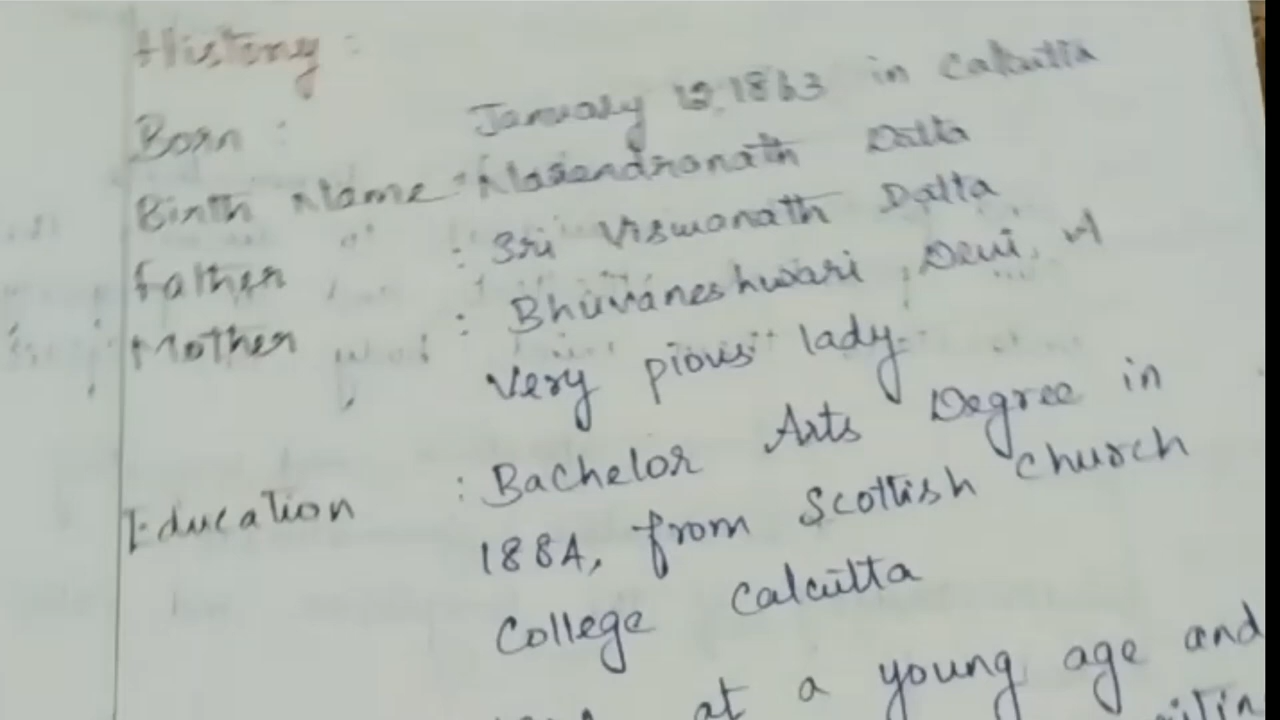 History :
Born : January 12, 1863 in Calcutta
Birth Name : Narendranath Datta
Father : Sri Viswanath Datta
Mother : Bhuvaneshwari Devi, A
Very pious lady.
Education : Bachelor Arts Degree in
1884, from Scottish church
College Calcutta
at a young age and